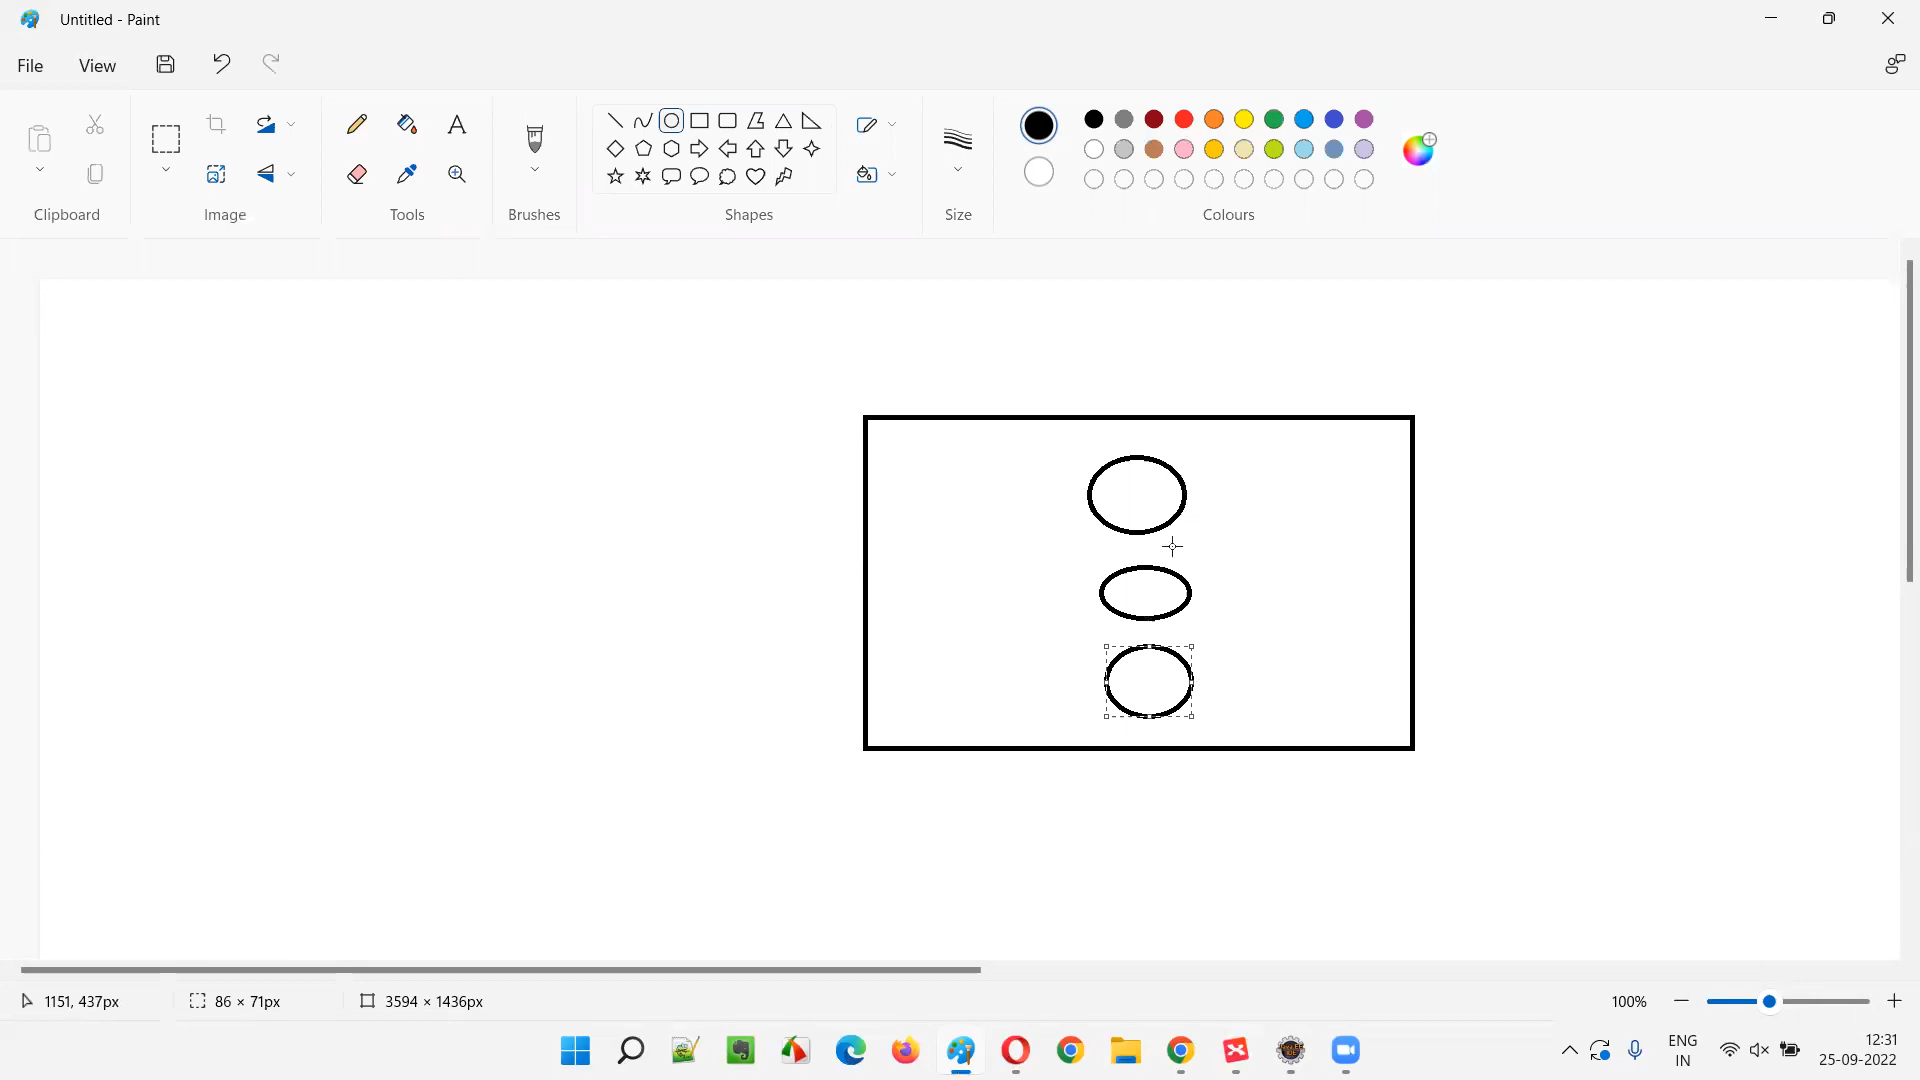 Untitled - Paint
File View
Clipboard Image Tools Brushes Shapes Size Colours
1151, 437px 86 × 71px 3594 × 1436px 100%
ENG 12:31
IN 25-09-2022